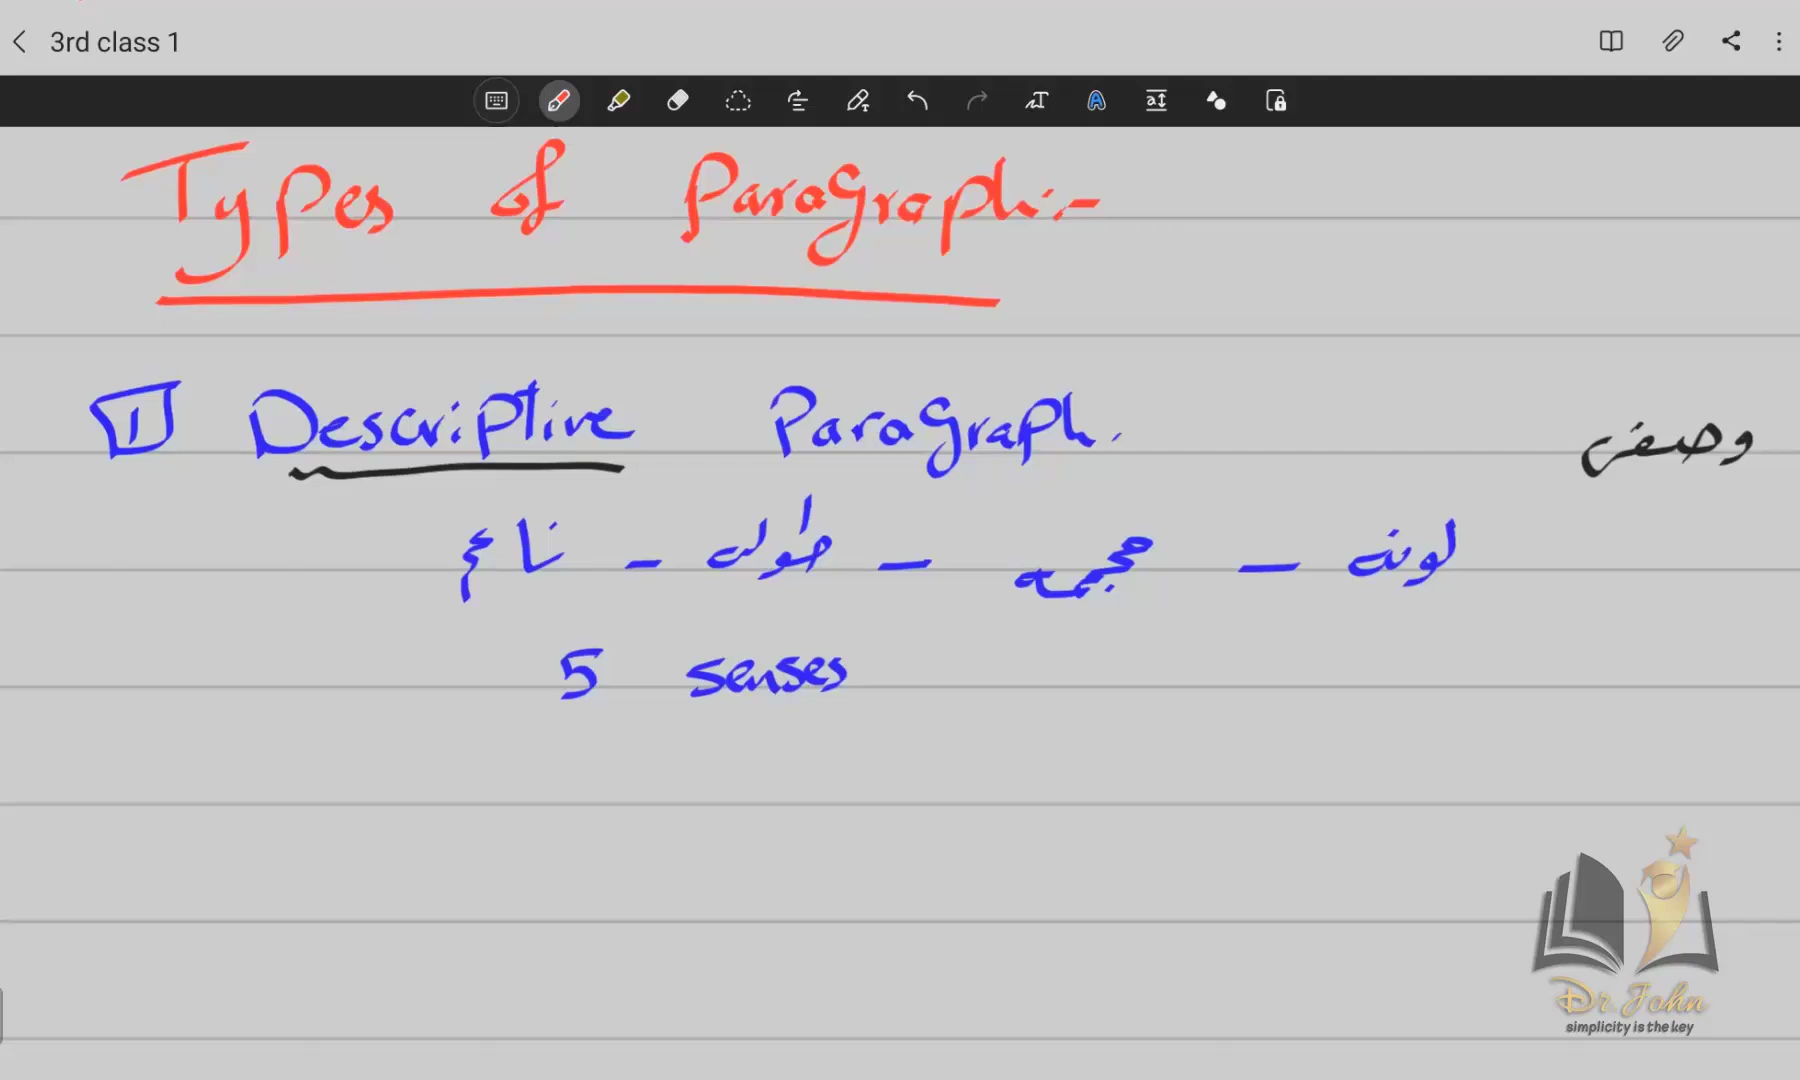 3rd class 1
Types of Paragraph:-
1 Descriptive Paragraph.
وصفى
لونه - حجمه - طوله - ناعم
5 senses
Dr. John
simplicity is the key